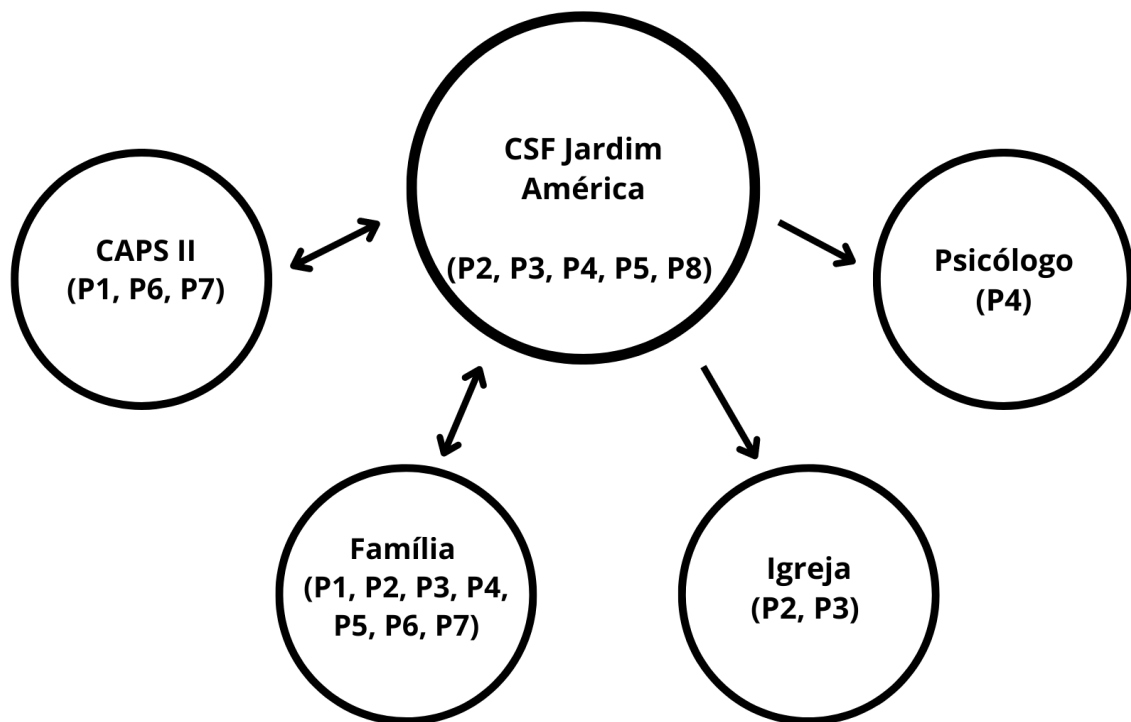 CSF Jardim
América
(P2, P3, P4, P5, P8)
CAPS II
(P1, P6, P7)
Psicólogo
(P4)
Família
(P1, P2, P3, P4,
P5, P6, P7)
Igreja
(P2, P3)